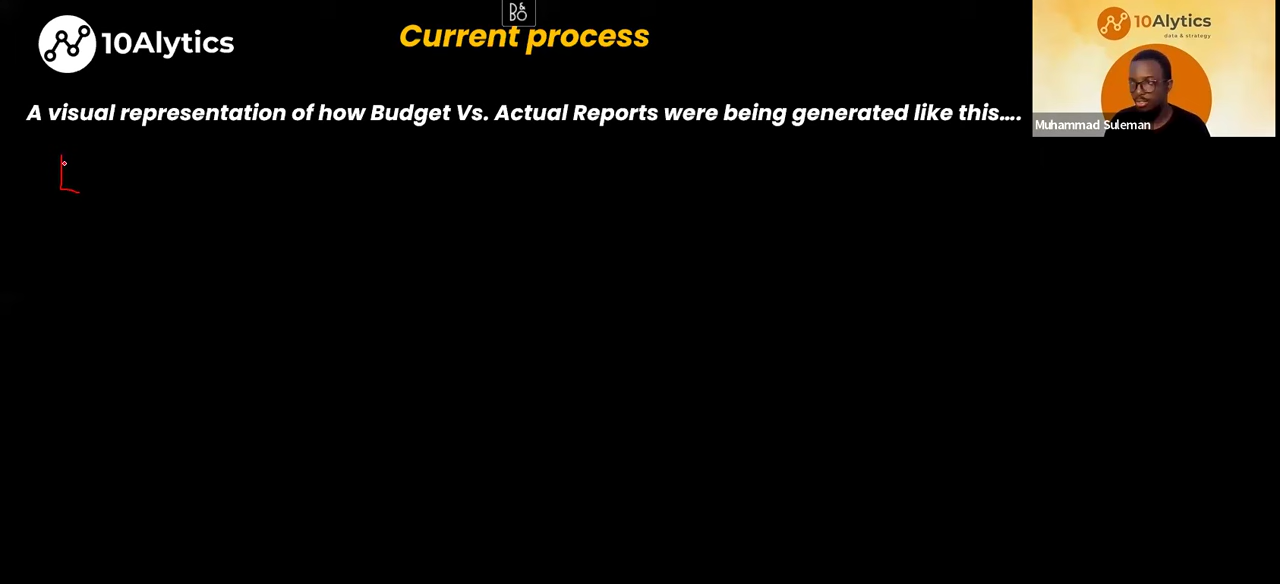 10Alytics
B&O
Current process
10Alytics
data & strategy
A visual representation of how Budget Vs. Actual Reports were being generated like this....
Muhammad Suleman